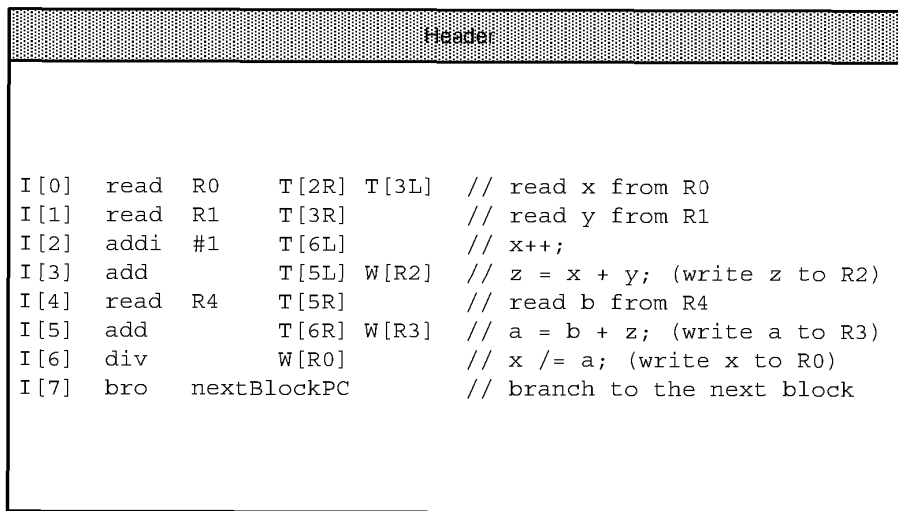 Header
I[0] read R0 T[2R] T[3L] // read x from R0
I[1] read R1 T[3R] // read y from R1
I[2] addi #1 T[6L] // x++;
I[3] add T[5L] W[R2] // z = x + y; (write z to R2)
I[4] read R4 T[5R] // read b from R4
I[5] add T[6R] W[R3] // a = b + z; (write a to R3)
I[6] div W[R0] // x /= a; (write x to R0)
I[7] bro nextBlockPC // branch to the next block